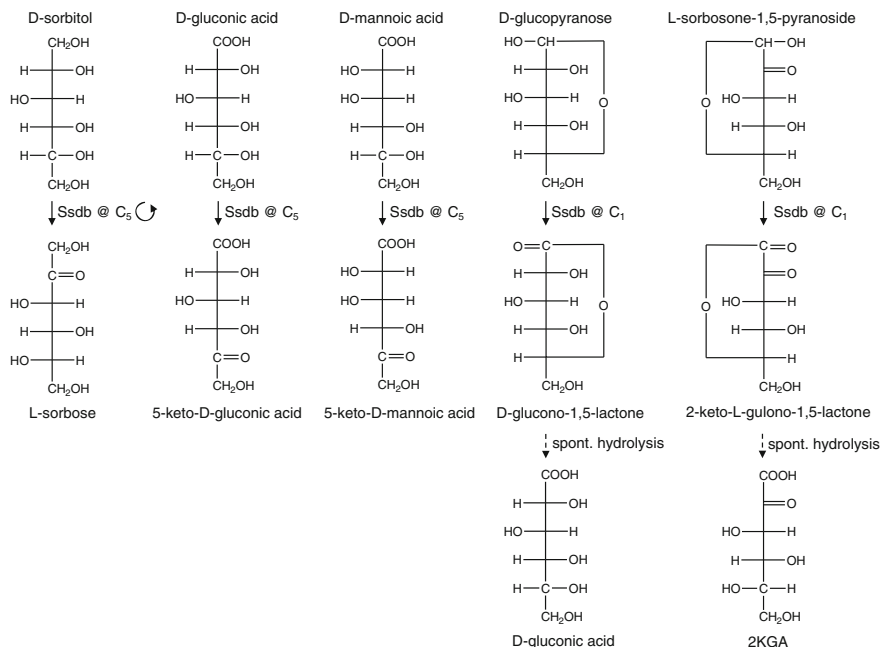 D-sorbitol D-gluconic acid D-mannoic acid D-glucopyranose L-sorbosone-1,5-pyranoside
CH₂OH COOH COOH HO—CH CH—OH
H OH H OH HO H H OH O
HO H HO H HO H HO H O O HO H
H OH H OH H OH H OH H OH
H C OH H C OH H C OH H H
CH₂OH CH₂OH CH₂OH CH₂OH CH₂OH
Ssdb @ C₅ Ssdb @ C₅ Ssdb @ C₅ Ssdb @ C₁ Ssdb @ C₁
CH₂OH COOH COOH O=C C=O
C=O H OH HO H H OH O
HO H HO H HO H HO H O O HO H
H OH H OH H OH H OH H OH
HO H C=O C=O H H
CH₂OH CH₂OH CH₂OH CH₂OH CH₂OH
L-sorbose 5-keto-D-gluconic acid 5-keto-D-mannoic acid D-glucono-1,5-lactone 2-keto-L-gulono-1,5-lactone
spont. hydrolysis spont. hydrolysis
COOH COOH
H OH O
HO H HO H
H OH H OH
H C OH HO C H
CH₂OH CH₂OH
D-gluconic acid 2KGA